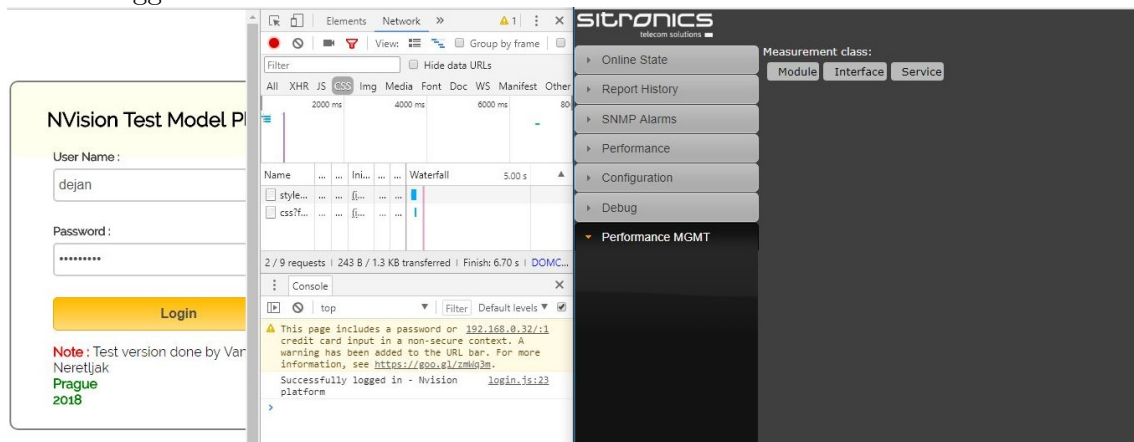 NVision Test Model Pl
User Name :
dejan
Password :
•••••••••
Login
Note : Test version done by Var
Neretljak
Prague
2018
Elements Network » 1
View: Group by frame
Filter Hide data URLs
All XHR JS CSS Img Media Font Doc WS Manifest Other
2000 ms 4000 ms 6000 ms 80
Name ... ... Ini... ... ... Waterfall 5.00 s
style... ... ... (i... ... ...
css?f... ... ... (i... ... ...
2 / 9 requests | 243 B / 1.3 KB transferred | Finish: 6.70 s | DOMC...
Console
top Filter Default levels
This page includes a password or 192.168.0.32/:1
credit card input in a non-secure context. A
warning has been added to the URL bar. For more
information, see https://goo.gl/zmWq3m.
Successfully logged in - Nvision login.js:23
platform
SITRONICS
telecom solutions
Online State
Report History
SNMP Alarms
Performance
Configuration
Debug
Performance MGMT
Measurement class:
Module Interface Service